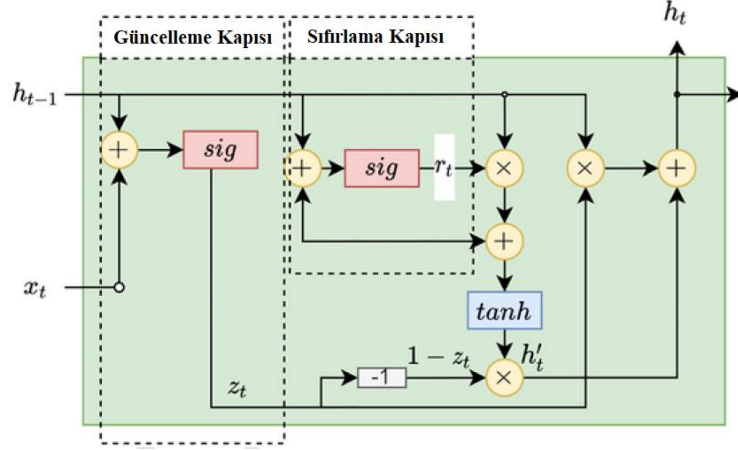 h_t
Güncelleme Kapısı
Sıfırlama Kapısı
h_{t-1}
+
sig
+
sig
r_t
×
×
+
+
x_t
tanh
1 − z_t
h'_t
-1
×
z_t